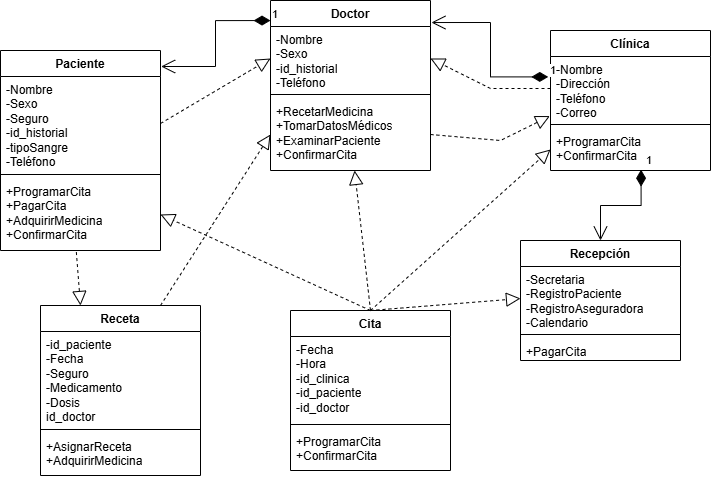 Doctor
-Nombre
-Sexo
-id_historial
-Teléfono
+RecetarMedicina
+TomarDatosMédicos
+ExaminarPaciente
+ConfirmarCita
1
Paciente
-Nombre
-Sexo
-Seguro
-id_historial
-tipoSangre
-Teléfono
+ProgramarCita
+PagarCita
+AdquirirMedicina
+ConfirmarCita
Clínica
1
-Nombre
-Dirección
-Teléfono
-Correo
+ProgramarCita
+ConfirmarCita
1
Recepción
-Secretaria
-RegistroPaciente
-RegistroAseguradora
-Calendario
+PagarCita
Receta
-id_paciente
-Fecha
-Seguro
-Medicamento
-Dosis
id_doctor
+AsignarReceta
+AdquirirMedicina
Cita
-Fecha
-Hora
-id_clinica
-id_paciente
-id_doctor
+ProgramarCita
+ConfirmarCita